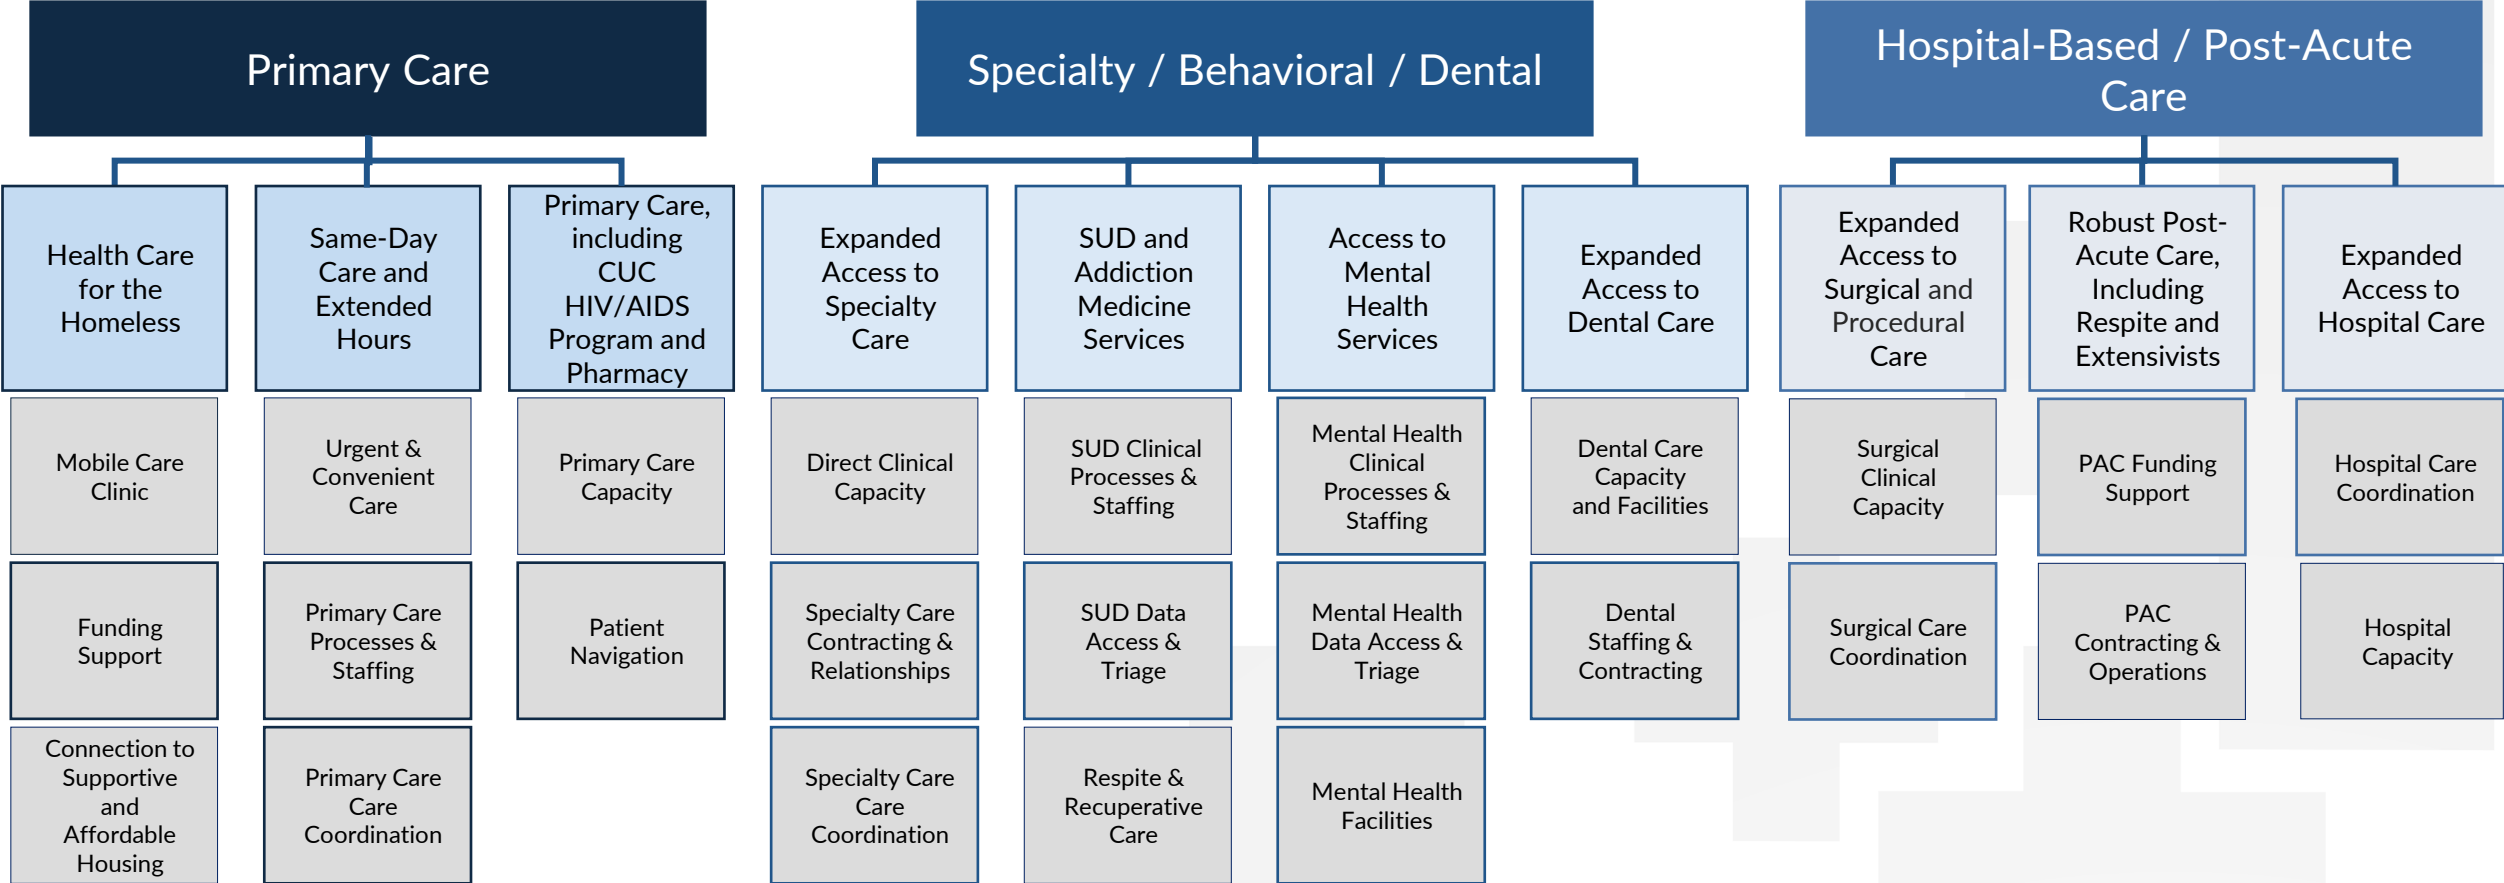 Primary Care
Specialty / Behavioral / Dental
Hospital-Based / Post-Acute
Care
Health Care
for the
Homeless
Same-Day
Care and
Extended
Hours
Primary Care,
including
CUC
HIV/AIDS
Program and
Pharmacy
Expanded
Access to
Specialty
Care
SUD and
Addiction
Medicine
Services
Access to
Mental
Health
Services
Expanded
Access to
Dental Care
Expanded
Access to
Surgical and
Procedural
Care
Robust Post-
Acute Care,
Including
Respite and
Extensivists
Expanded
Access to
Hospital Care
Mobile Care
Clinic
Urgent &
Convenient
Care
Primary Care
Capacity
Direct Clinical
Capacity
SUD Clinical
Processes &
Staffing
Mental Health
Clinical
Processes &
Staffing
Dental Care
Capacity
and Facilities
Surgical
Clinical
Capacity
PAC Funding
Support
Hospital Care
Coordination
Funding
Support
Primary Care
Processes &
Staffing
Patient
Navigation
Specialty Care
Contracting &
Relationships
SUD Data
Access &
Triage
Mental Health
Data Access &
Triage
Dental
Staffing &
Contracting
Surgical Care
Coordination
PAC
Contracting &
Operations
Hospital
Capacity
Connection to
Supportive
and
Affordable
Housing
Primary Care
Care
Coordination
Specialty Care
Care
Coordination
Respite &
Recuperative
Care
Mental Health
Facilities